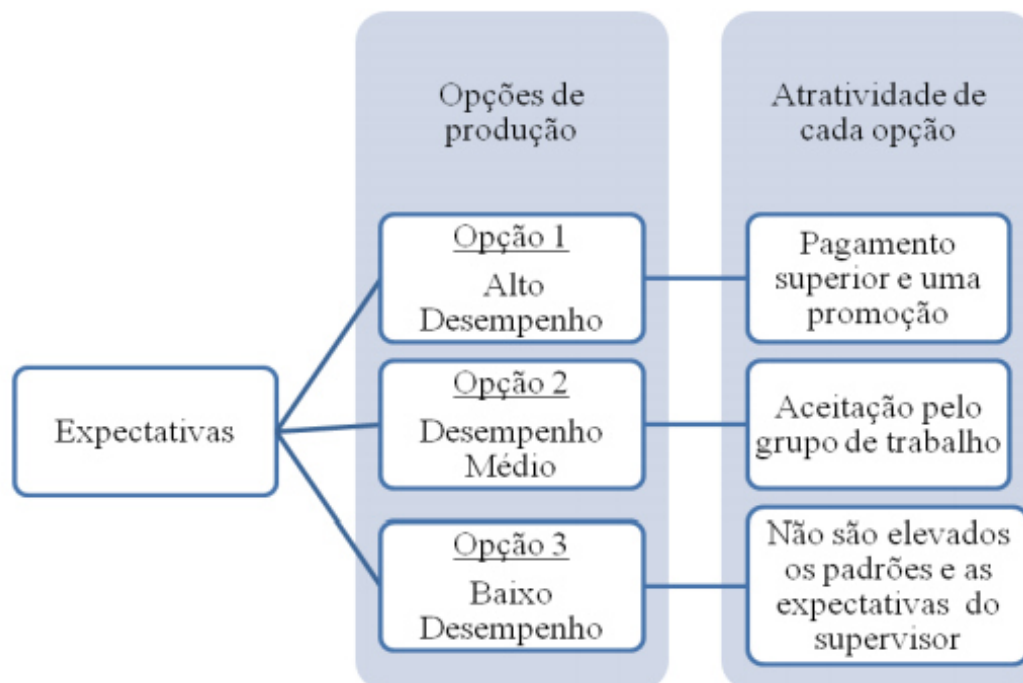 Opções de
produção
Atratividade de
cada opção
Expectativas
Opção 1
Alto
Desempenho
Pagamento
superior e uma
promoção
Opção 2
Desempenho
Médio
Aceitação pelo
grupo de trabalho
Opção 3
Baixo
Desempenho
Não são elevados
os padrões e as
expectativas do
supervisor